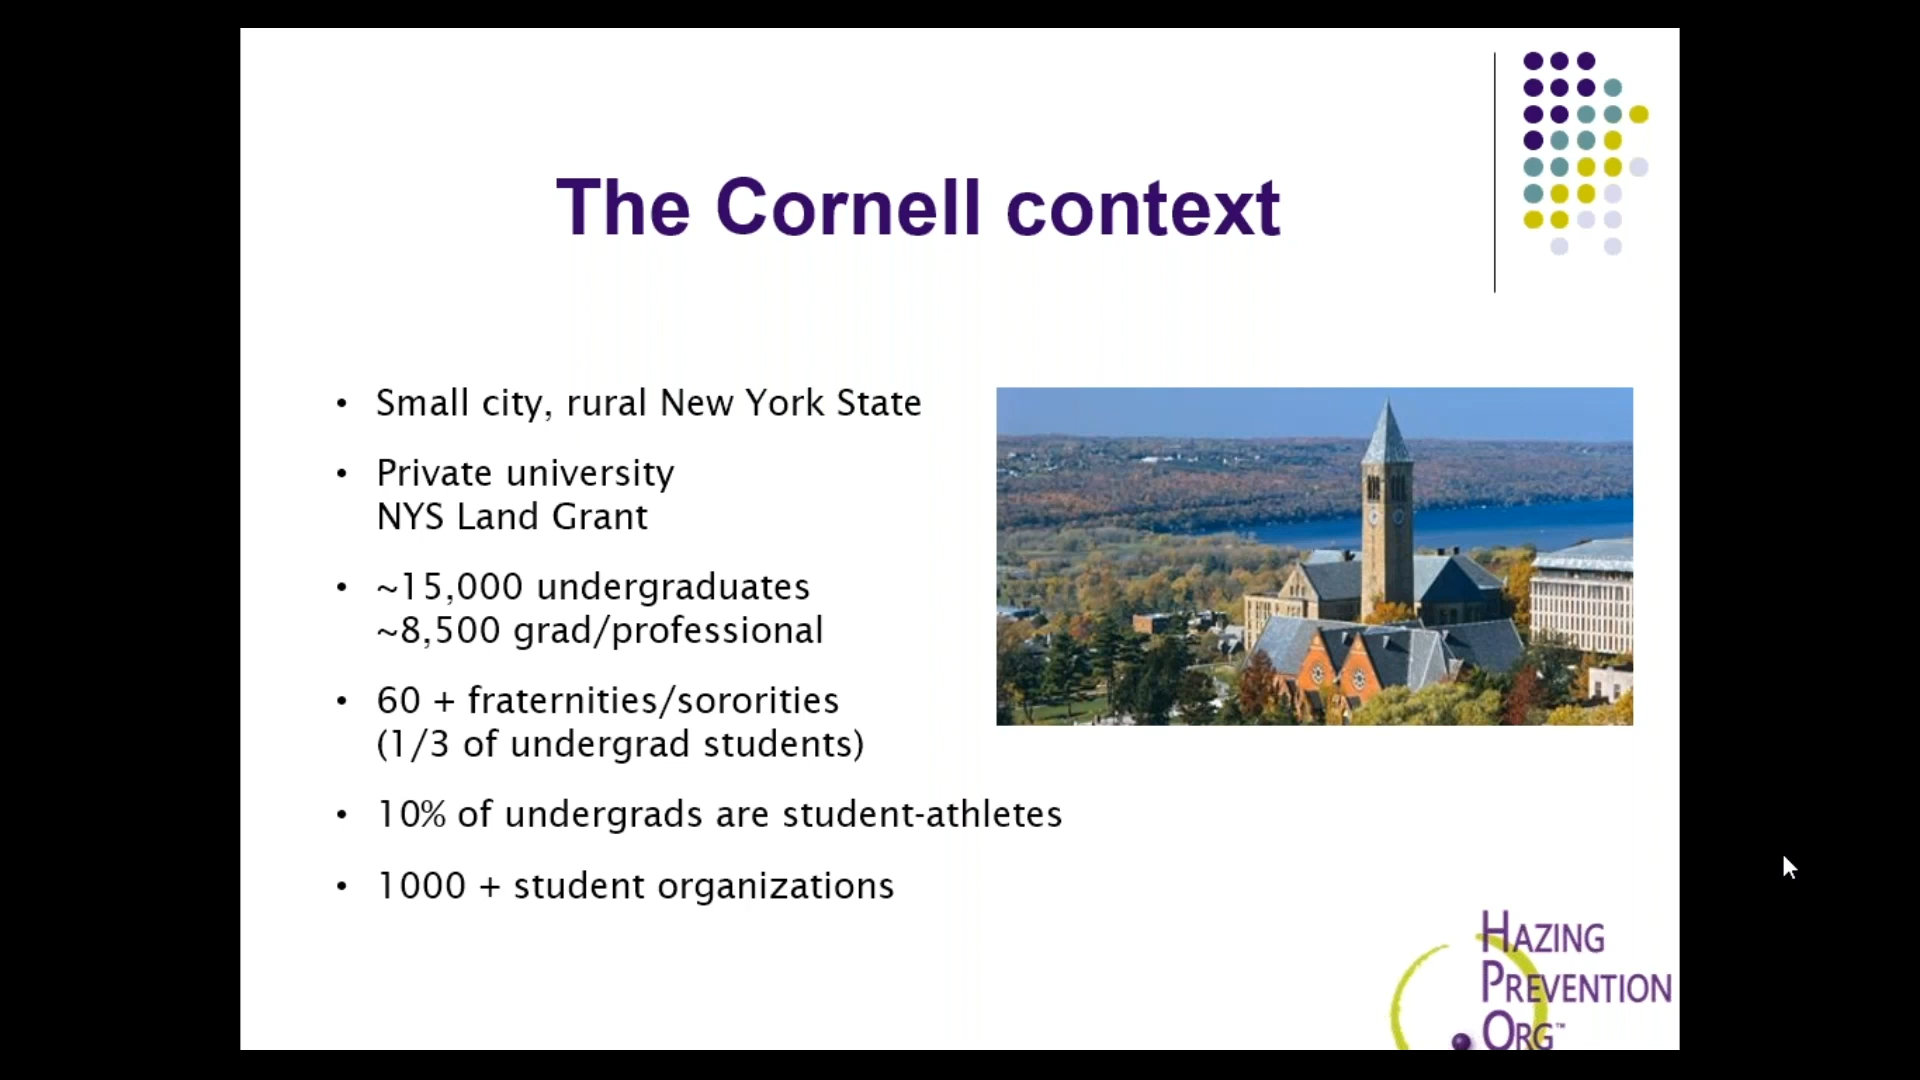 The Cornell context
• Small city, rural New York State
• Private university
NYS Land Grant
• ~15,000 undergraduates
~8,500 grad/professional
• 60 + fraternities/sororities
(1/3 of undergrad students)
• 10% of undergrads are student-athletes
• 1000 + student organizations
HAZING
PREVENTION
ORG™